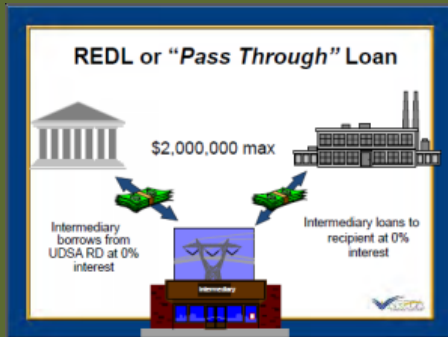 REDL or “Pass Through” Loan
$2,000,000 max
Intermediary
borrows from
UDSA RD at 0%
interest
Intermediary loans to
recipient at 0%
interest
Intermediary